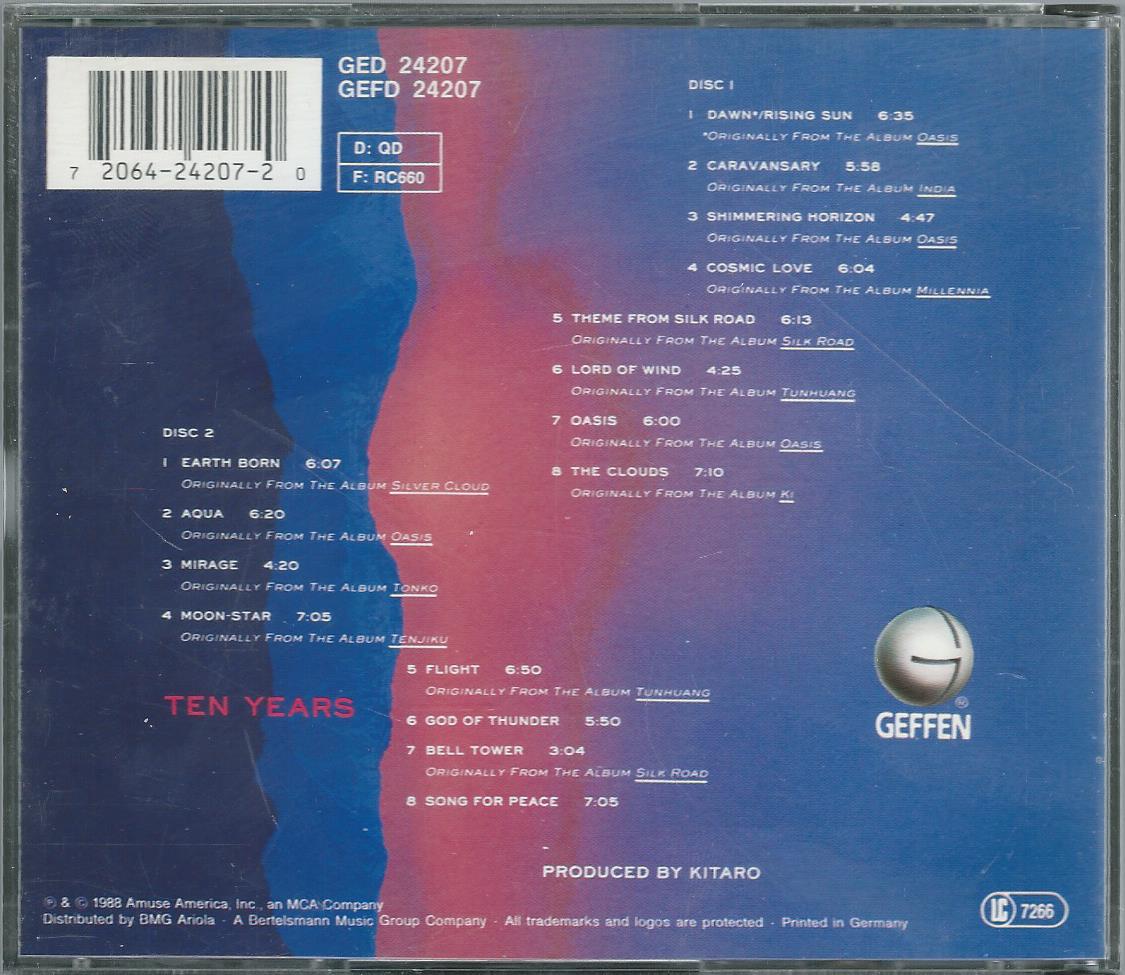 GED 24207
GEFD 24207
7 2064-24207-2 0
D: QD
F: RC660
DISC 1
1 DAWN*/RISING SUN 6:35
*ORIGINALLY FROM THE ALBUM OASIS
2 CARAVANSARY 5:58
ORIGINALLY FROM THE ALBUM INDIA
3 SHIMMERING HORIZON 4:47
ORIGINALLY FROM THE ALBUM OASIS
4 COSMIC LOVE 6:04
ORIGINALLY FROM THE ALBUM MILLENNIA
5 THEME FROM SILK ROAD 6:13
ORIGINALLY FROM THE ALBUM SILK ROAD
6 LORD OF WIND 4:25
ORIGINALLY FROM THE ALBUM TUNHUANG
7 OASIS 6:00
ORIGINALLY FROM THE ALBUM OASIS
8 THE CLOUDS 7:10
ORIGINALLY FROM THE ALBUM KI
DISC 2
1 EARTH BORN 6:07
ORIGINALLY FROM THE ALBUM SILVER CLOUD
2 AQUA 6:20
ORIGINALLY FROM THE ALBUM OASIS
3 MIRAGE 4:20
ORIGINALLY FROM THE ALBUM TONKO
4 MOON-STAR 7:05
ORIGINALLY FROM THE ALBUM TENJIKU
5 FLIGHT 6:50
ORIGINALLY FROM THE ALBUM TUNHUANG
6 GOD OF THUNDER 5:50
7 BELL TOWER 3:04
ORIGINALLY FROM THE ALBUM SILK ROAD
8 SONG FOR PEACE 7:05
TEN YEARS
G ®
GEFFEN
PRODUCED BY KITARO
℗ & © 1988 Amuse America, Inc., an MCA Company
Distributed by BMG Ariola · A Bertelsmann Music Group Company · All trademarks and logos are protected · Printed in Germany
LC 7266